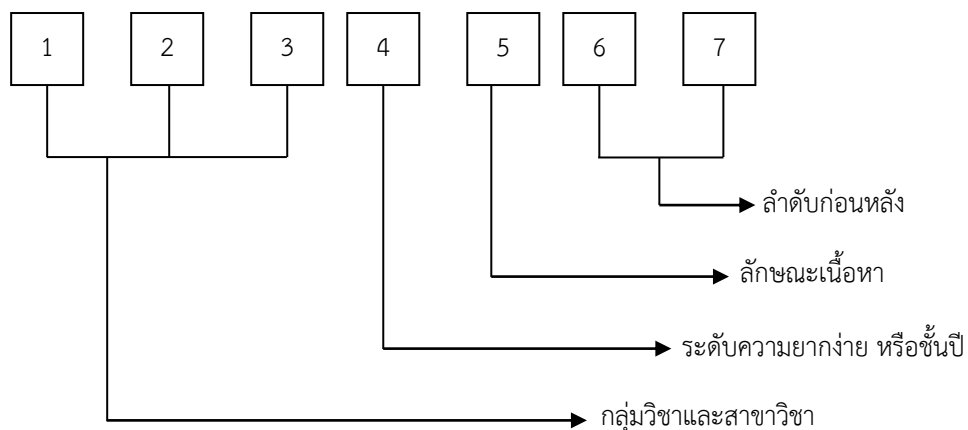 1 2 3 4 5 6 7
ลำดับก่อนหลัง
ลักษณะเนื้อหา
ระดับความยากง่าย หรือชั้นปี
กลุ่มวิชาและสาขาวิชา